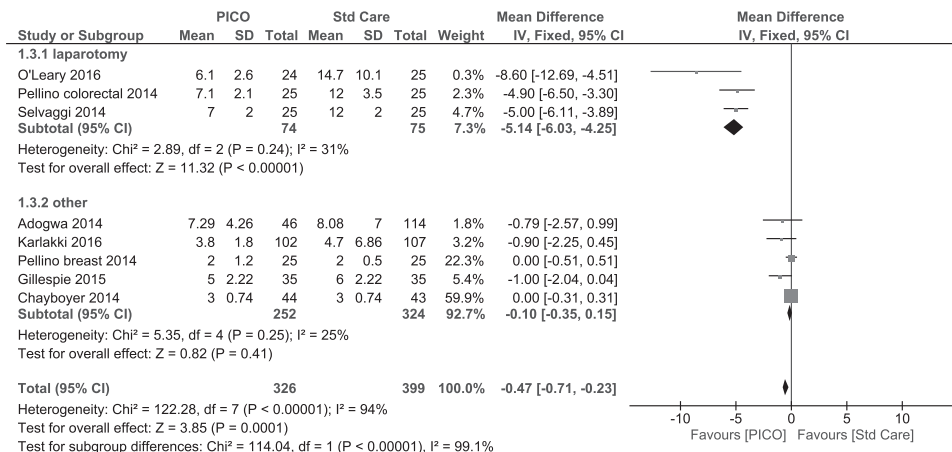 PICO Std Care Mean Difference Mean Difference
Study or Subgroup Mean SD Total Mean SD Total Weight IV, Fixed, 95% CI IV, Fixed, 95% CI
1.3.1 laparotomy
O'Leary 2016 6.1 2.6 24 14.7 10.1 25 0.3% -8.60 [-12.69, -4.51]
Pellino colorectal 2014 7.1 2.1 25 12 3.5 25 2.3% -4.90 [-6.50, -3.30]
Selvaggi 2014 7 2 25 12 2 25 4.7% -5.00 [-6.11, -3.89]
Subtotal (95% CI) 74 75 7.3% -5.14 [-6.03, -4.25]
Heterogeneity: Chi² = 2.89, df = 2 (P = 0.24); I² = 31%
Test for overall effect: Z = 11.32 (P < 0.00001)
1.3.2 other
Adogwa 2014 7.29 4.26 46 8.08 7 114 1.8% -0.79 [-2.57, 0.99]
Karlakki 2016 3.8 1.8 102 4.7 6.86 107 3.2% -0.90 [-2.25, 0.45]
Pellino breast 2014 2 1.2 25 2 0.5 25 22.3% 0.00 [-0.51, 0.51]
Gillespie 2015 5 2.22 35 6 2.22 35 5.4% -1.00 [-2.04, 0.04]
Chayboyer 2014 3 0.74 44 3 0.74 43 59.9% 0.00 [-0.31, 0.31]
Subtotal (95% CI) 252 324 92.7% -0.10 [-0.35, 0.15]
Heterogeneity: Chi² = 5.35, df = 4 (P = 0.25); I² = 25%
Test for overall effect: Z = 0.82 (P = 0.41)
Total (95% CI) 326 399 100.0% -0.47 [-0.71, -0.23]
Heterogeneity: Chi² = 122.28, df = 7 (P < 0.00001); I² = 94%
Test for overall effect: Z = 3.85 (P = 0.0001)
Test for subgroup differences: Chi² = 114.04, df = 1 (P < 0.00001), I² = 99.1%
-10 -5 0 5 10
Favours [PICO] Favours [Std Care]